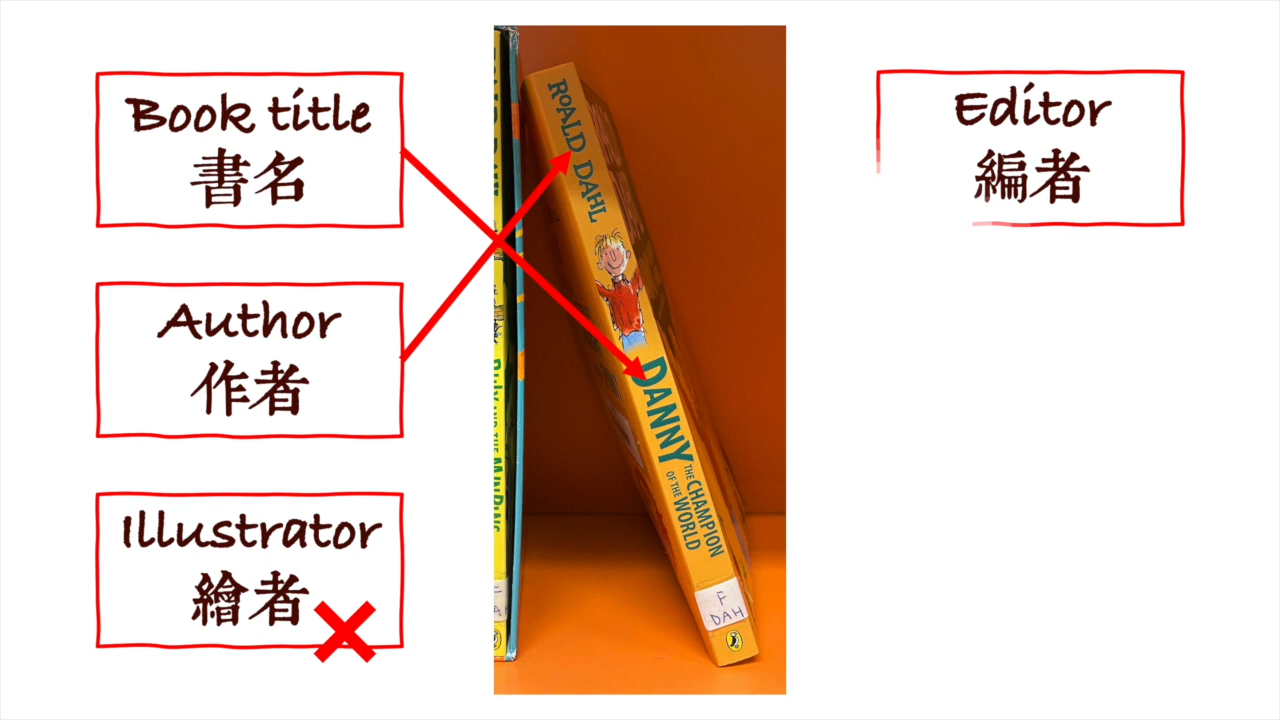 Book title
書名
Author
作者
Illustrator
繪者
ROALD DAHL
DANNY
THE CHAMPION
OF THE WORLD
F
DAH
Editor
編者